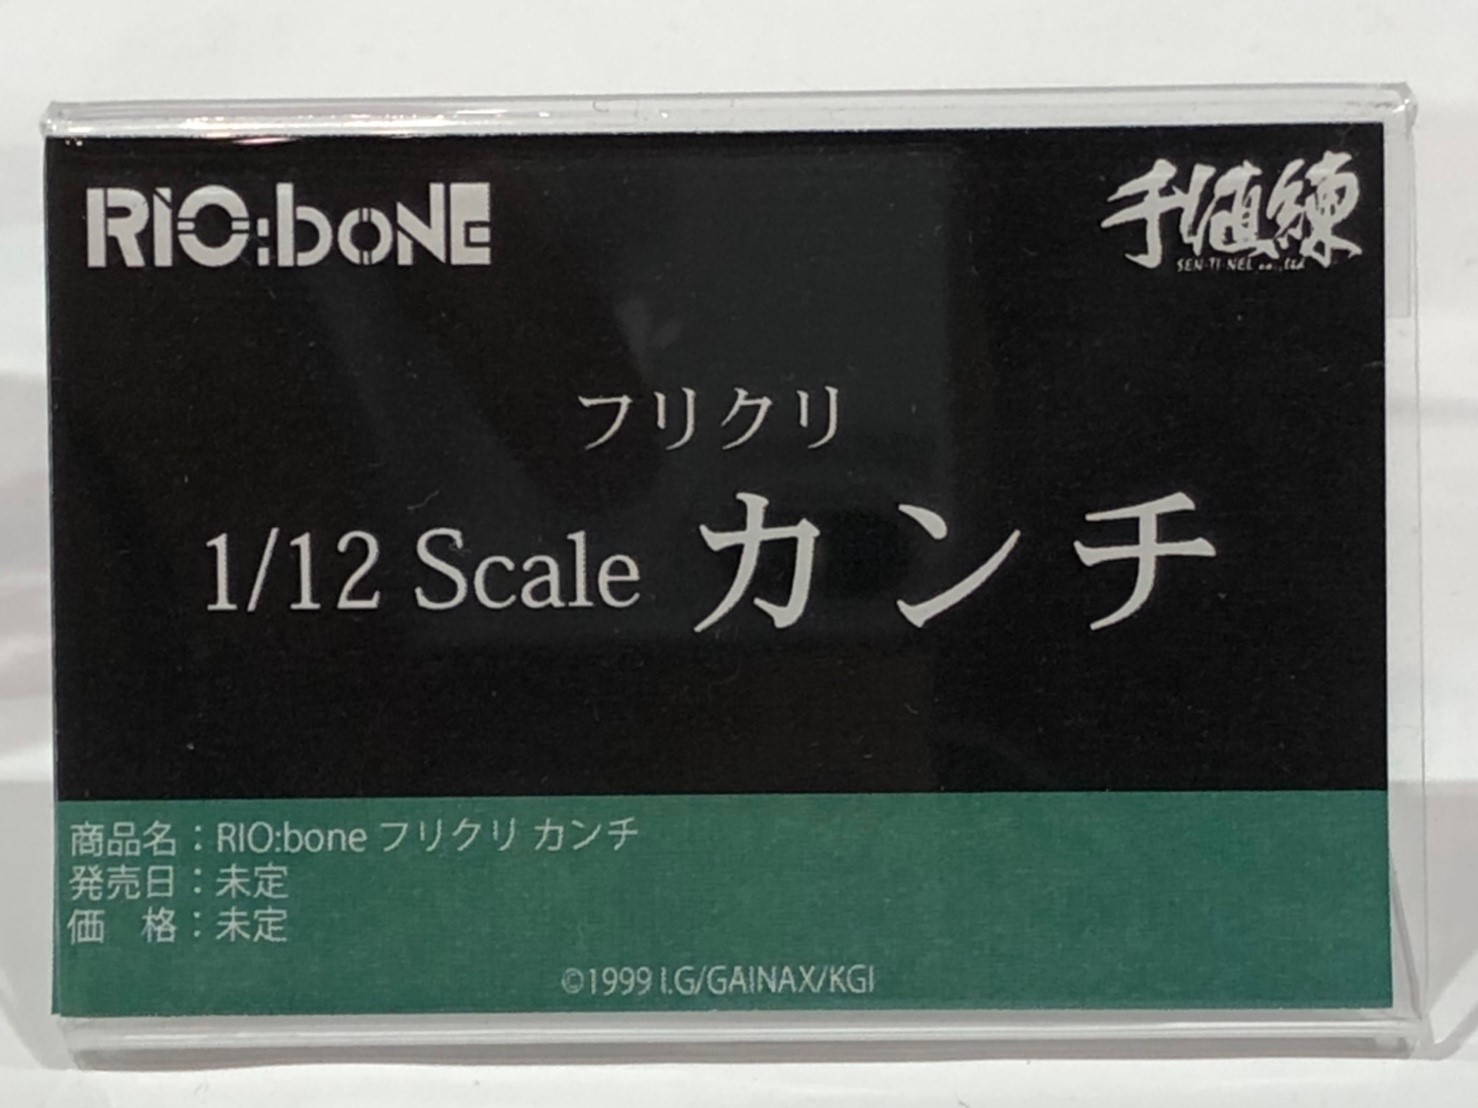 RIO:boNE
千値練
SEN-TI-NEL co.,ltd
フリクリ
1/12 Scale カンチ
商品名：RIO:bone フリクリ カンチ
発売日：未定
価　格：未定
©1999 I.G/GAINAX/KGI